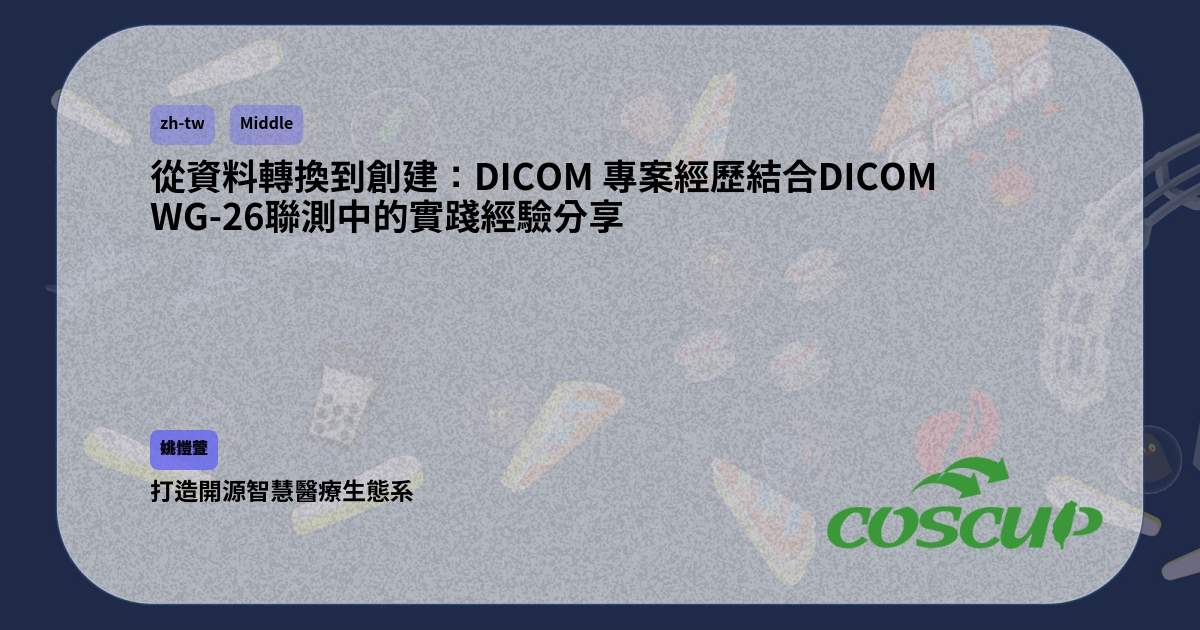 zh-tw
Middle
從資料轉換到創建：DICOM 專案經歷結合DICOM
WG-26聯測中的實踐經驗分享
姚愷萱
打造開源智慧醫療生態系
COSCUP